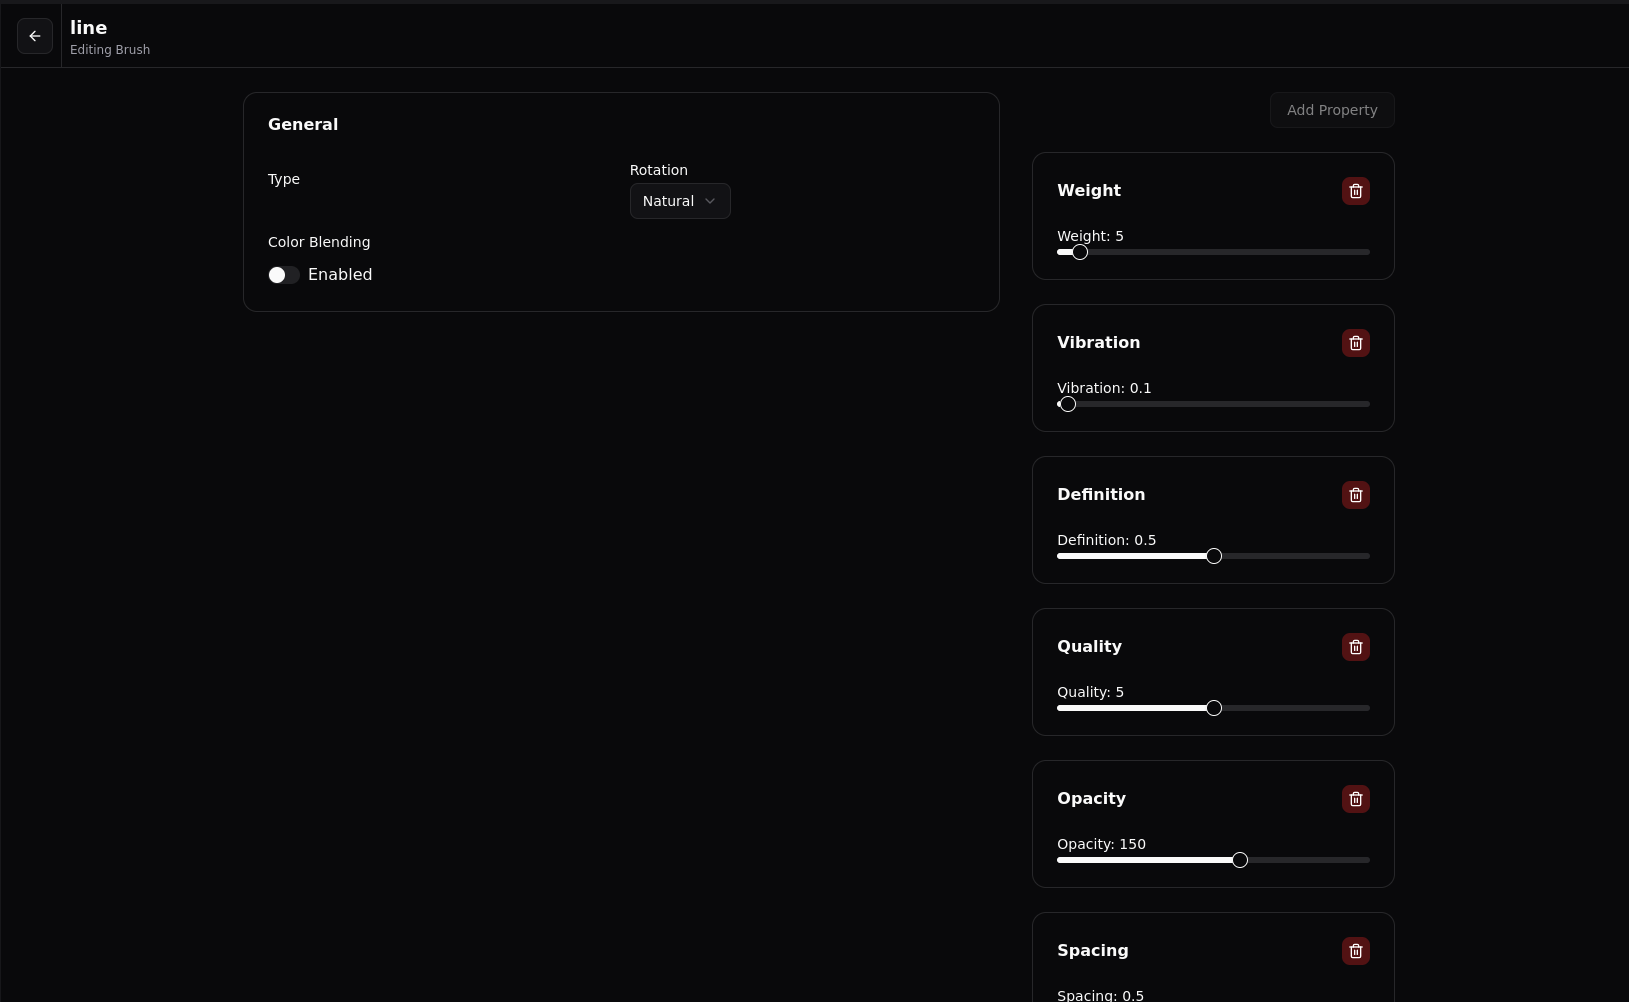 line
Editing Brush
General
Type
Rotation
Natural
Color Blending
Enabled
Add Property
Weight
Weight: 5
Vibration
Vibration: 0.1
Definition
Definition: 0.5
Quality
Quality: 5
Opacity
Opacity: 150
Spacing
Spacing: 0.5